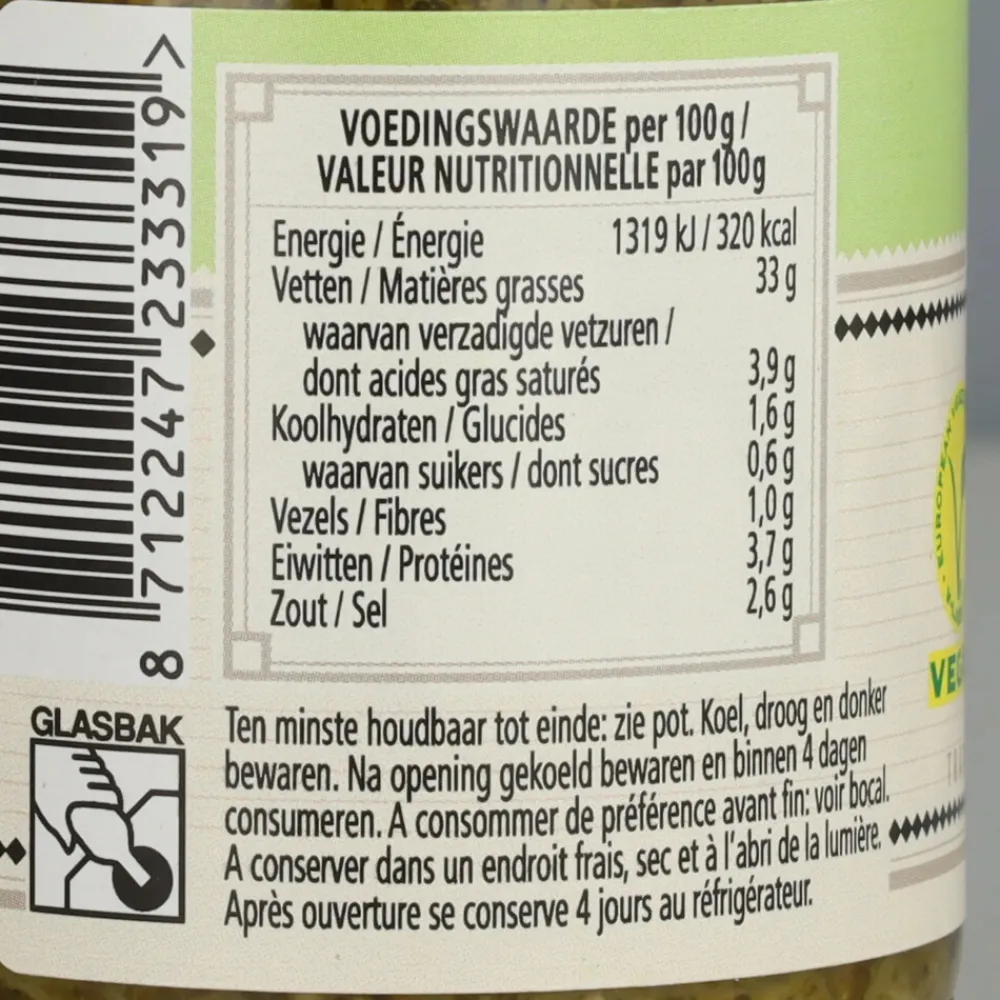 8 712247 233319 >
VOEDINGSWAARDE per 100g /
VALEUR NUTRITIONNELLE par 100g
Energie / Énergie 1319 kJ / 320 kcal
Vetten / Matières grasses 33 g
waarvan verzadigde vetzuren /
dont acides gras saturés 3,9 g
Koolhydraten / Glucides 1,6 g
waarvan suikers / dont sucres 0,6 g
Vezels / Fibres 1,0 g
Eiwitten / Protéines 3,7 g
Zout / Sel 2,6 g
GLASBAK
Ten minste houdbaar tot einde: zie pot. Koel, droog en donker
bewaren. Na opening gekoeld bewaren en binnen 4 dagen
consumeren. A consommer de préférence avant fin: voir bocal.
A conserver dans un endroit frais, sec et à l'abri de la lumière.
Après ouverture se conserve 4 jours au réfrigérateur.